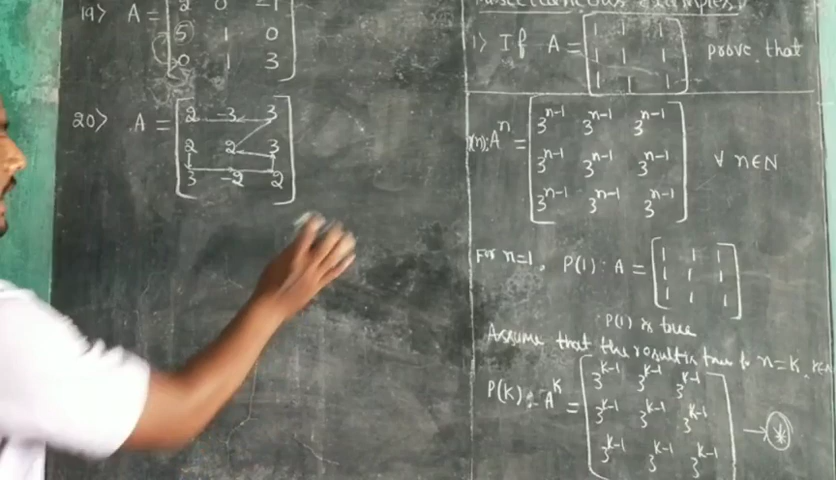 19> A = [2 0 -1
5 1 0
0 1 3]
20> A = [2 -3 3
2 2 3
3 -2 2]
Miscellaneous Examples
1> If A = [1 1 1
1 1 1
1 1 1] prove that
P(n): A^n = [3^{n-1} 3^{n-1} 3^{n-1}
3^{n-1} 3^{n-1} 3^{n-1}
3^{n-1} 3^{n-1} 3^{n-1}] ∀ n∈N
For n=1, P(1): A = [1 1 1
1 1 1
1 1 1]
P(1) is true
Assume that the result is true for n=K, K∈N
P(K): A^K = [3^{K-1} 3^{K-1} 3^{K-1}
3^{K-1} 3^{K-1} 3^{K-1}
3^{K-1} 3^{K-1} 3^{K-1}] → *